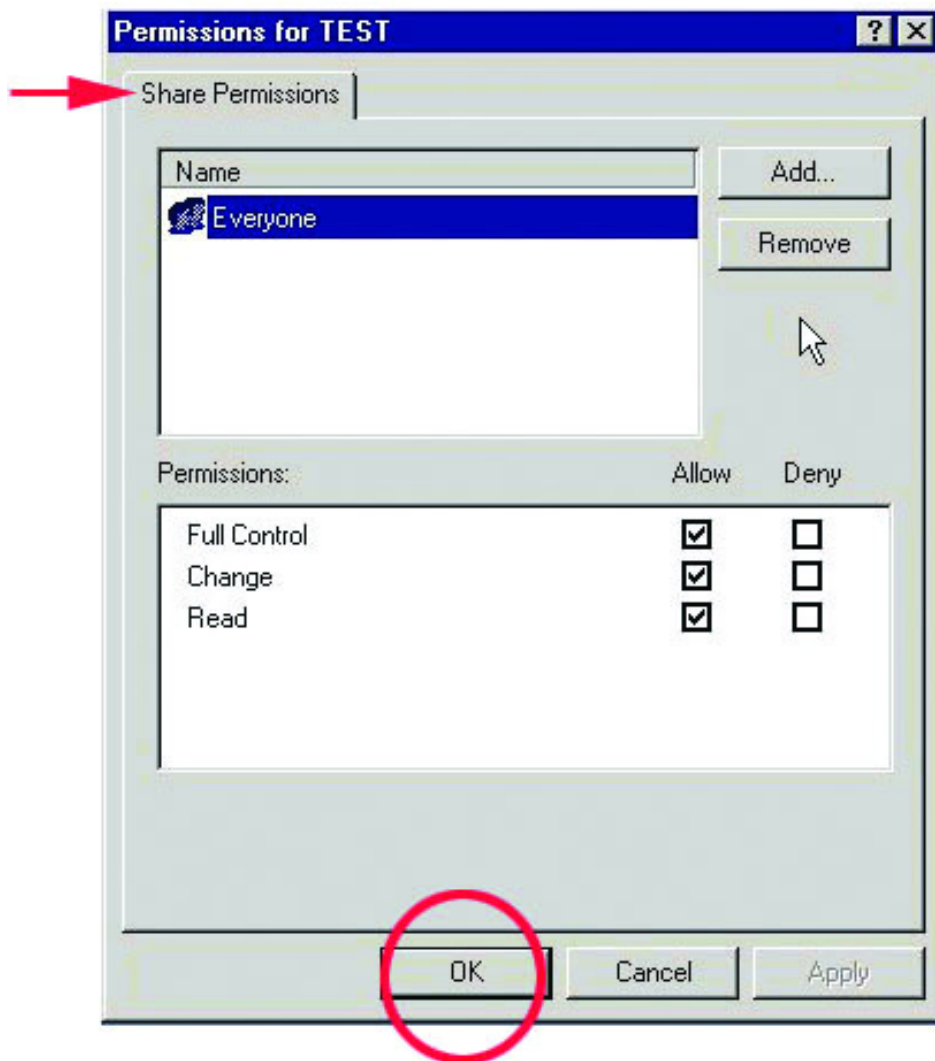 Permissions for TEST
Share Permissions
Name
Everyone
Add...
Remove
Permissions: Allow Deny
Full Control
Change
Read
OK Cancel Apply